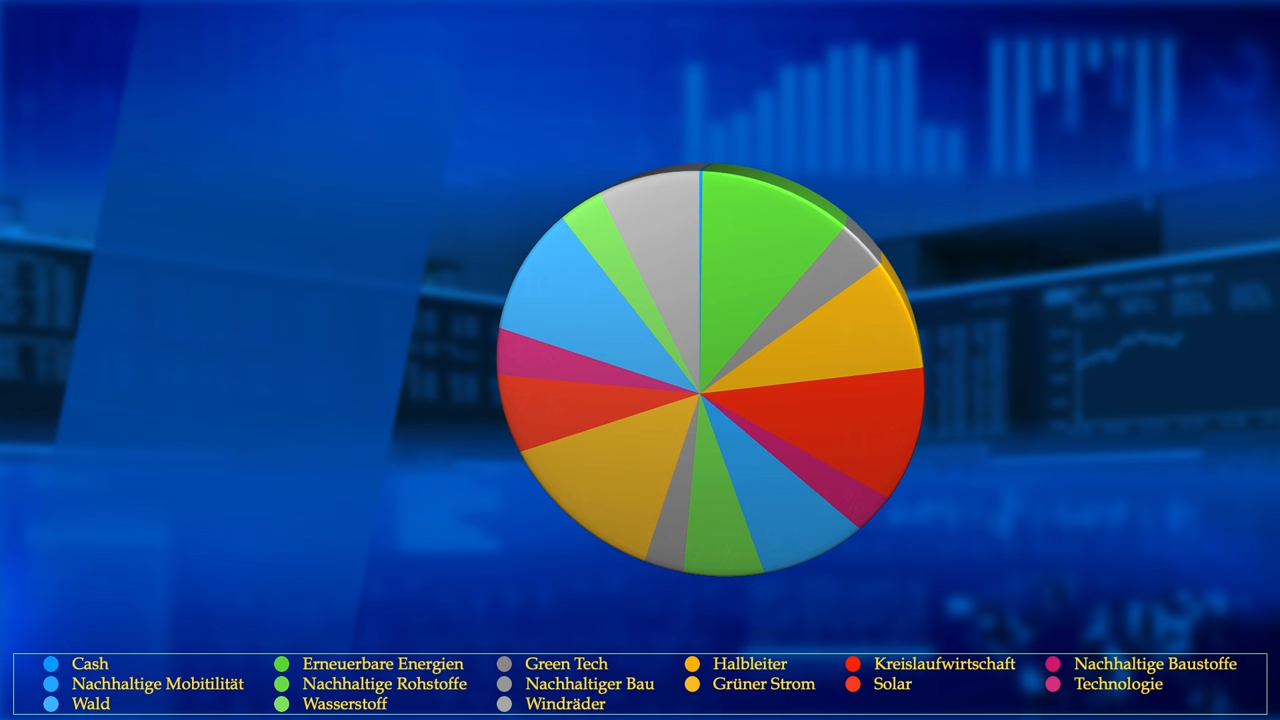 Cash Erneuerbare Energien Green Tech Halbleiter Kreislaufwirtschaft Nachhaltige Baustoffe
Nachhaltige Mobitilität Nachhaltige Rohstoffe Nachhaltiger Bau Grüner Strom Solar Technologie
Wald Wasserstoff Windräder